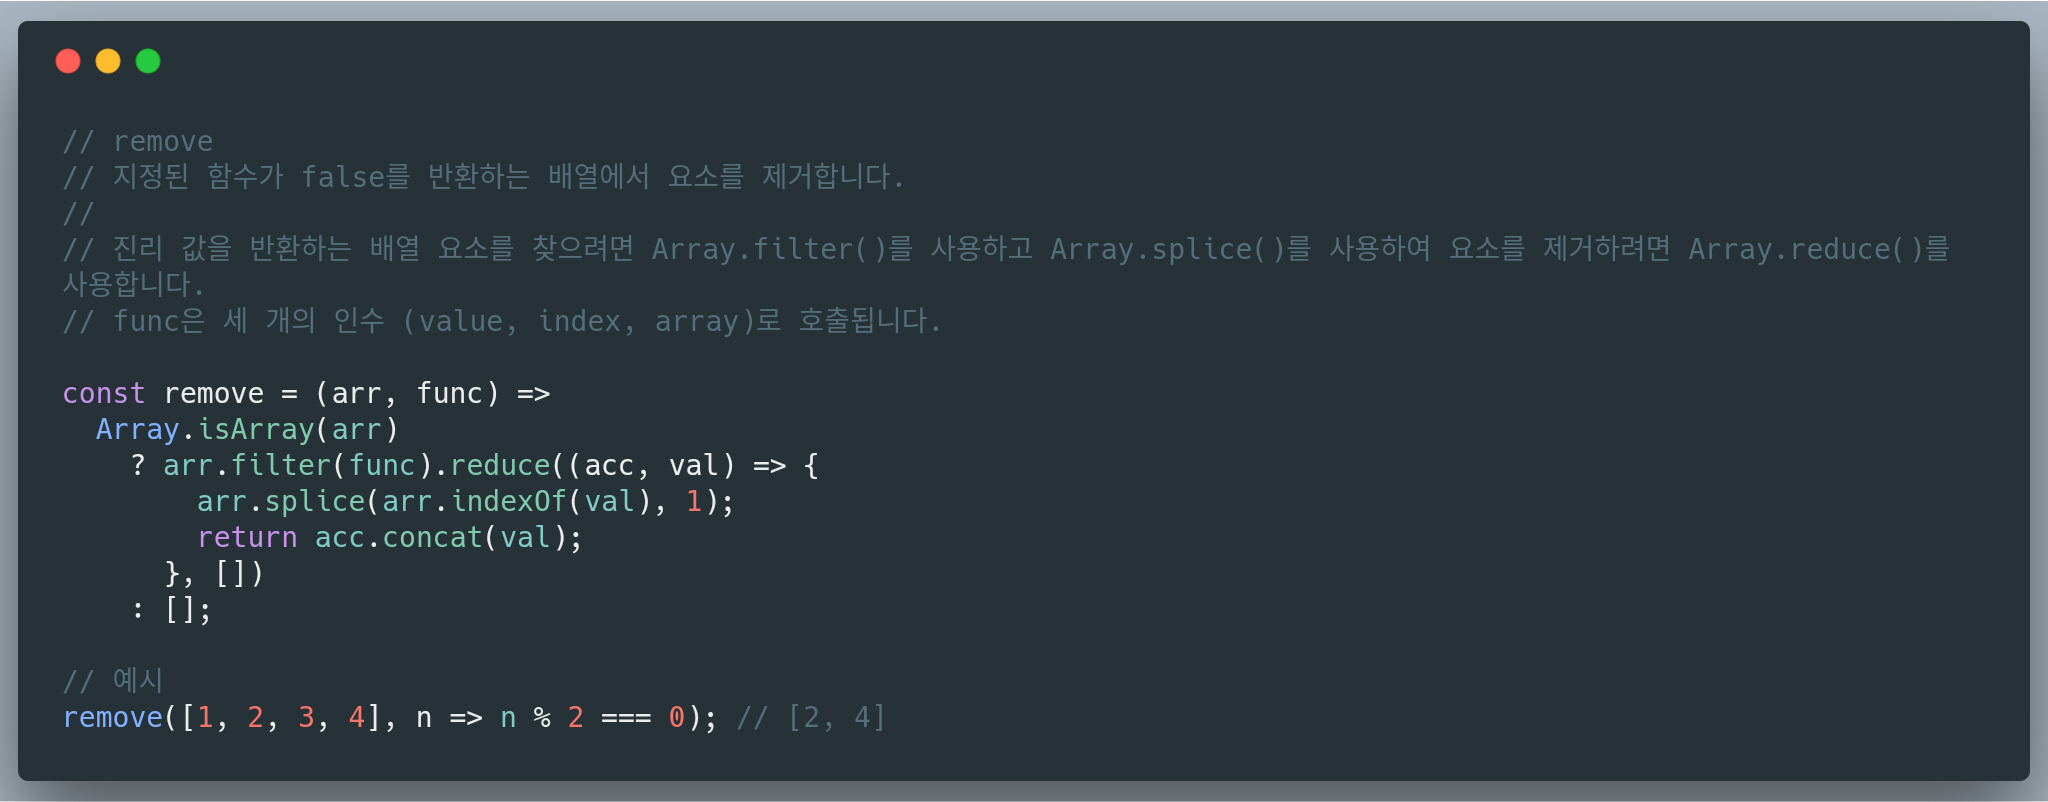 // remove
// 지정된 함수가 false를 반환하는 배열에서 요소를 제거합니다.
//
// 진리 값을 반환하는 배열 요소를 찾으려면 Array.filter()를 사용하고 Array.splice()를 사용하여 요소를 제거하려면 Array.reduce()를
사용합니다.
// func은 세 개의 인수 (value, index, array)로 호출됩니다.
const remove = (arr, func) =>
  Array.isArray(arr)
    ? arr.filter(func).reduce((acc, val) => {
        arr.splice(arr.indexOf(val), 1);
        return acc.concat(val);
      }, [])
    : [];
// 예시
remove([1, 2, 3, 4], n => n % 2 === 0); // [2, 4]